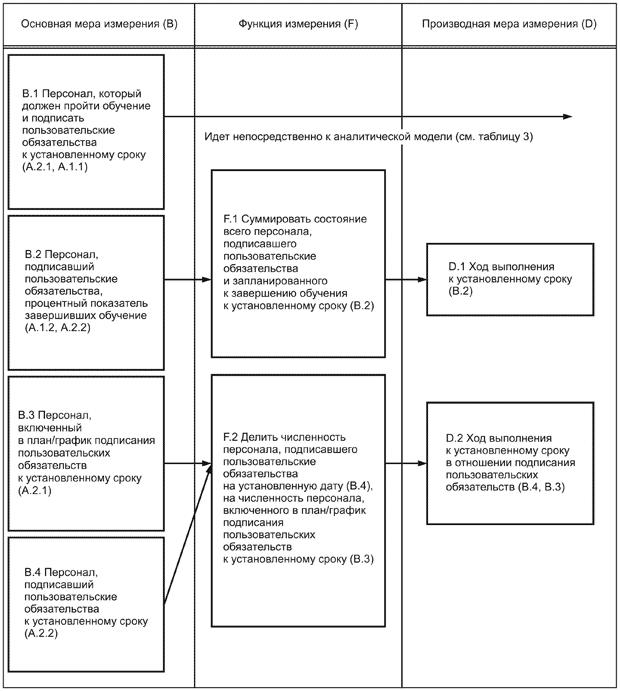 Основная мера измерения (B)
Функция измерения (F)
Производная мера измерения (D)
B.1 Персонал, который
должен пройти обучение
и подписать
пользовательские
обязательства
к установленному сроку
(A.2.1, A.1.1)
Идет непосредственно к аналитической модели (см. таблицу 3)
B.2 Персонал,
подписавший
пользовательские
обязательства,
процентный показатель
завершивших обучение
(A.1.2, A.2.2)
F.1 Суммировать состояние
всего персонала,
подписавшего
пользовательские
обязательства
и запланированного
к завершению обучения
к установленному сроку (B.2)
D.1 Ход выполнения
к установленному сроку
(B.2)
B.3 Персонал,
включенный
в план/график подписания
пользовательских
обязательств
к установленному сроку
(A.2.1)
F.2 Делить численность
персонала, подписавшего
пользовательские
обязательства
на установленную дату (B.4),
на численность персонала,
включенного в план/график
подписания
пользовательских
обязательств
к установленному сроку (B.3)
D.2 Ход выполнения
к установленному сроку
в отношении подписания
пользовательских
обязательств (B.4, B.3)
B.4 Персонал,
подписавший
пользовательские
обязательства
к установленному сроку
(A.2.2)